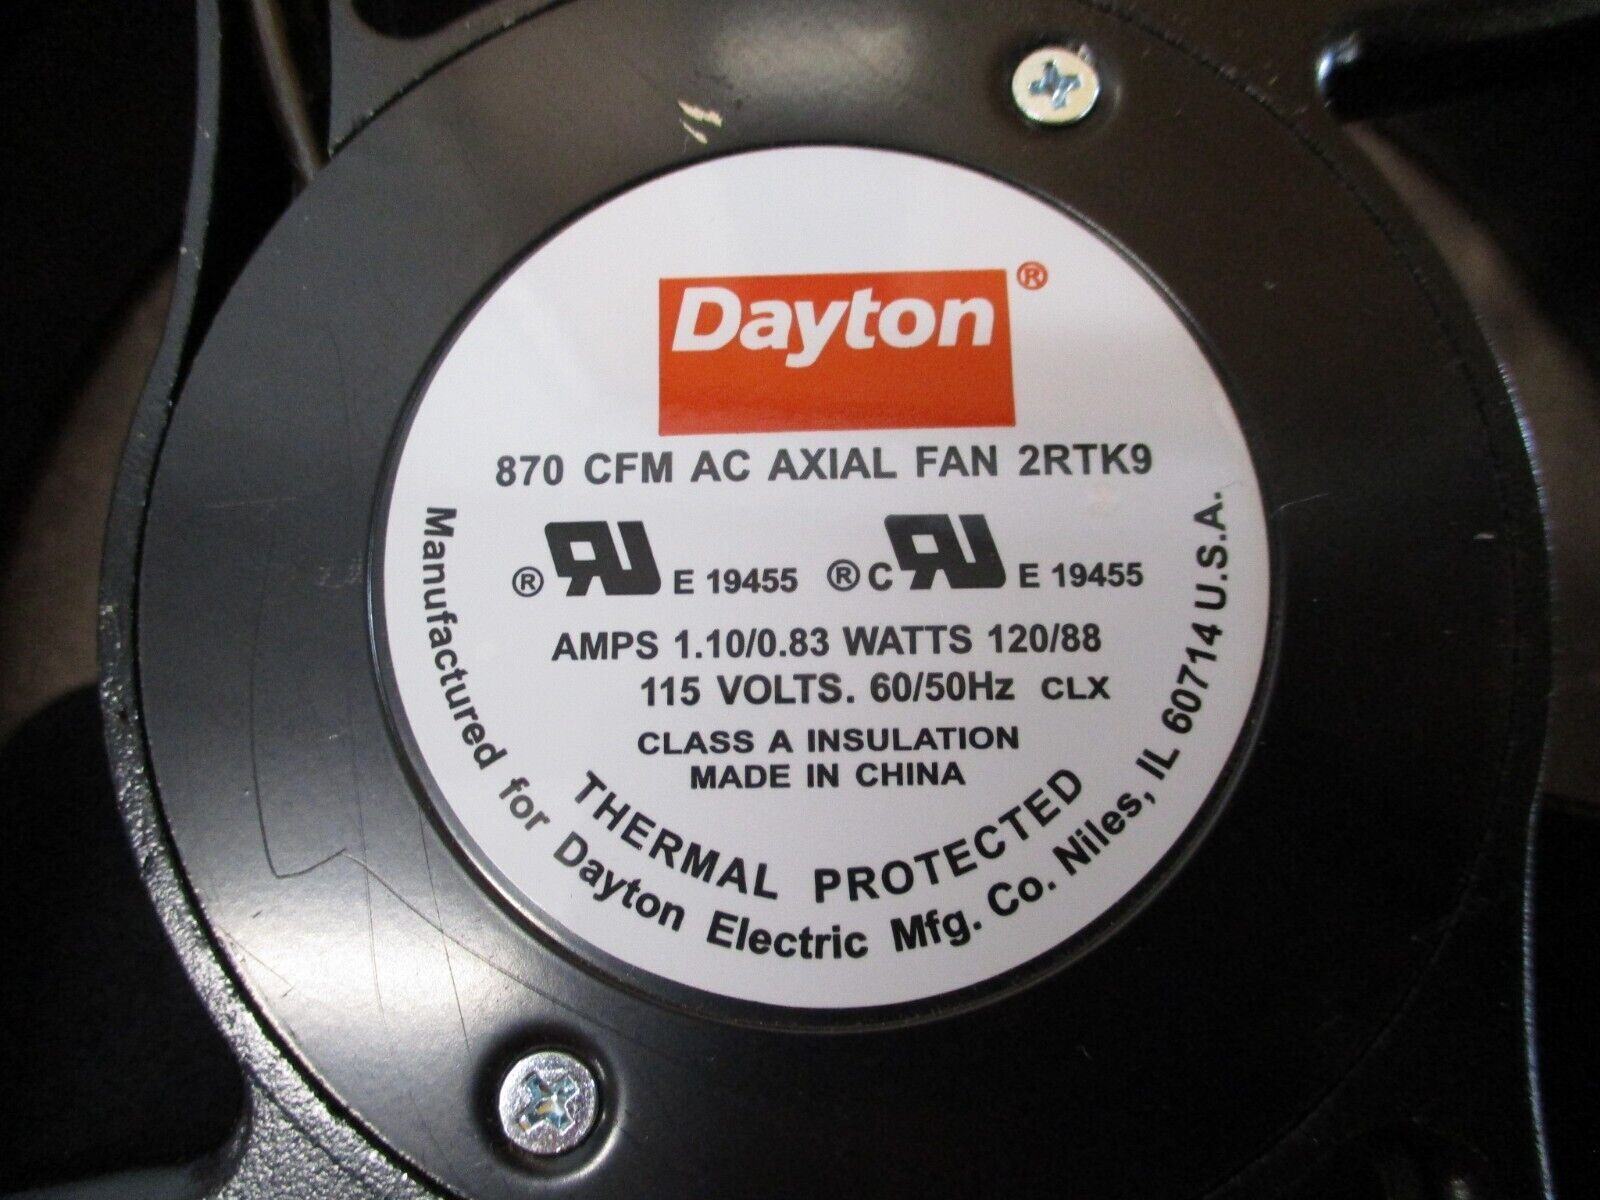 Dayton®
870 CFM AC AXIAL FAN 2RTK9
® RU E 19455 ® C RU E 19455
AMPS 1.10/0.83 WATTS 120/88
115 VOLTS. 60/50Hz CLX
CLASS A INSULATION
MADE IN CHINA
THERMAL PROTECTED
Manufactured for Dayton Electric Mfg. Co. Niles, IL 60714 U.S.A.